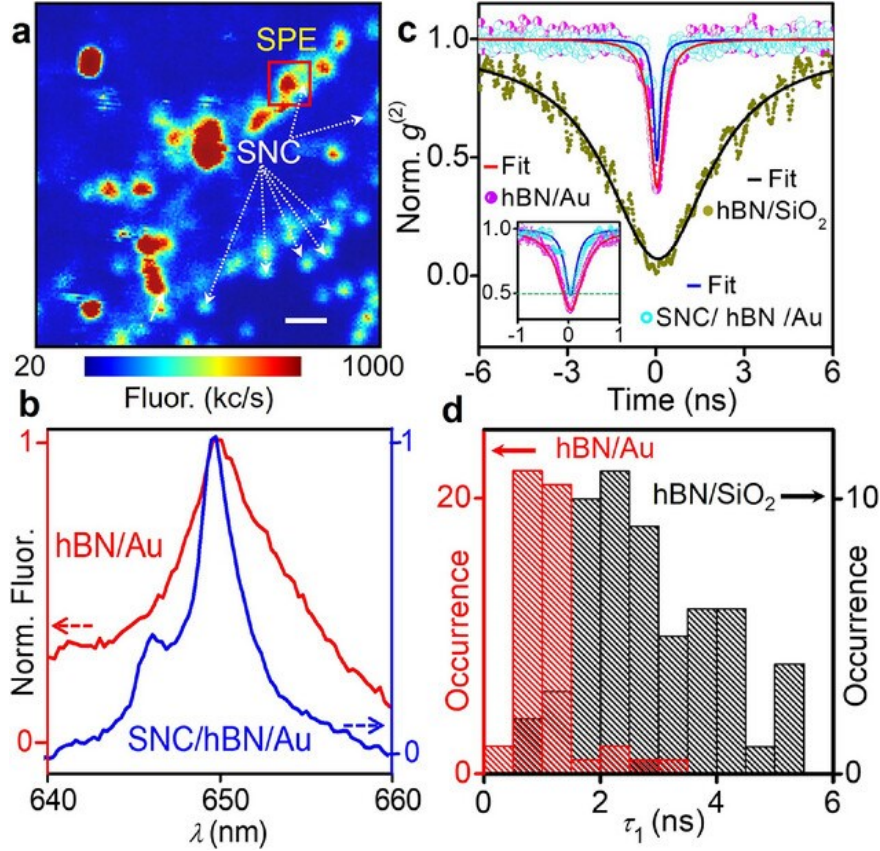 a
SPE
SNC
20
1000
Fluor. (kc/s)
b
1
1
hBN/Au
Norm. Fluor.
SNC/hBN/Au
0
0
640
650
660
λ (nm)
c
1.0
Norm. g(2)
0.5
Fit
hBN/Au
Fit
hBN/SiO2
1.0
0.5
-1
0
1
0.0
Fit
SNC/ hBN /Au
-6
-3
0
3
6
Time (ns)
d
hBN/Au
20
hBN/SiO2
10
Occurrence
Occurrence
0
0
0
2
4
6
τ1 (ns)